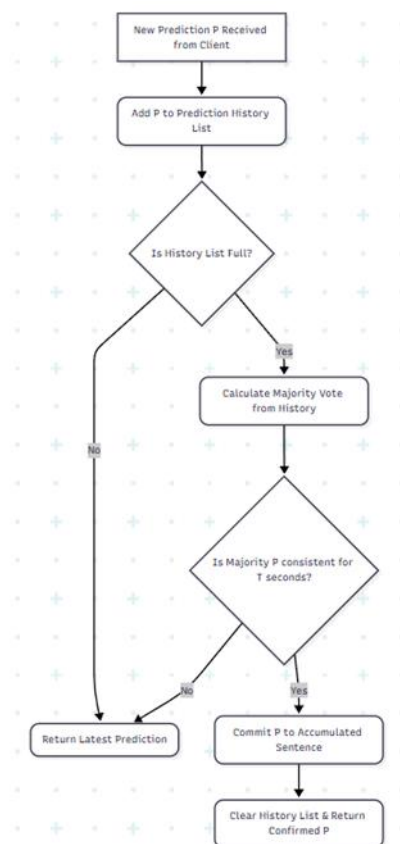 New Prediction P Received
from Client
Add P to Prediction History
List
Is History List Full?
Yes
Calculate Majority Vote
from History
No
Is Majority P consistent for
T seconds?
No
Yes
Return Latest Prediction
Commit P to Accumulated
Sentence
Clear History List & Return
Confirmed P